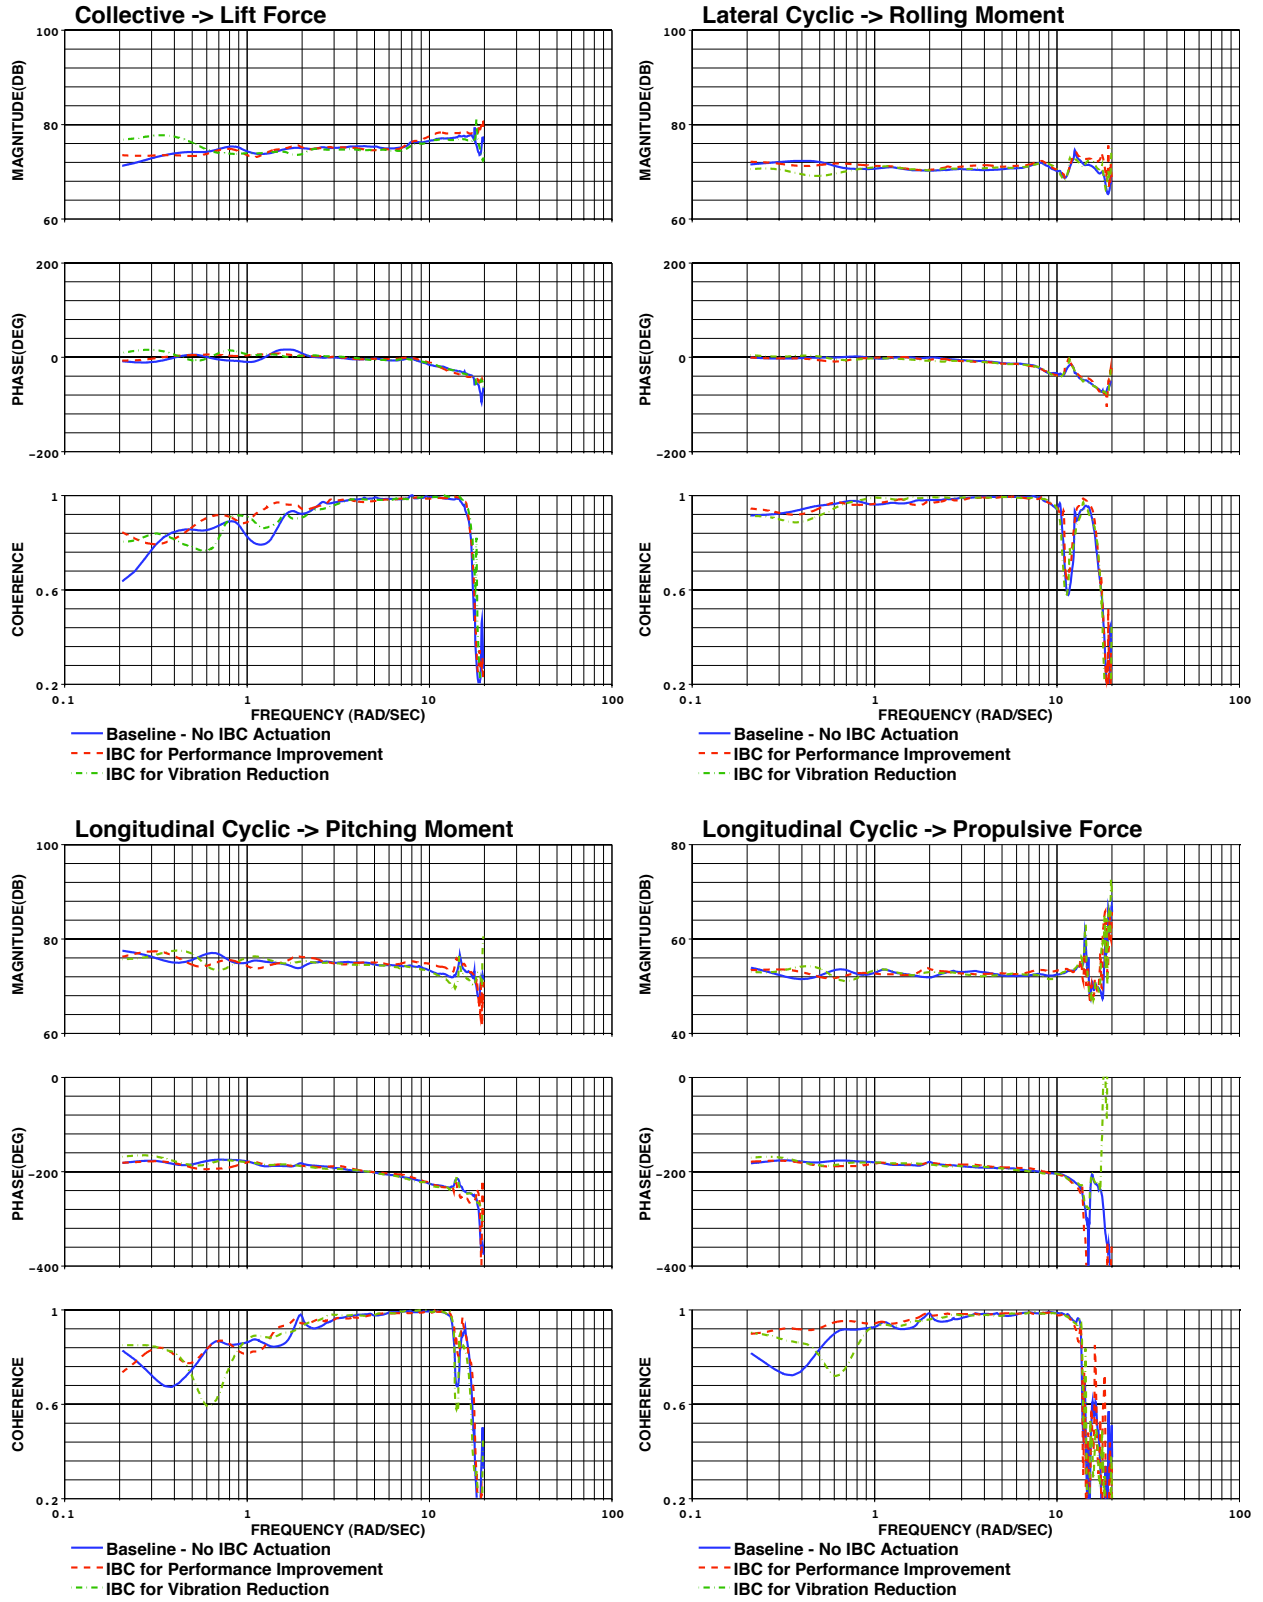 Collective -> Lift Force
100
80
60
MAGNITUDE(DB)
200
0
-200
PHASE(DEG)
1
0.6
0.2
COHERENCE
0.1 1 10 100
FREQUENCY (RAD/SEC)
Baseline - No IBC Actuation
IBC for Performance Improvement
IBC for Vibration Reduction
Lateral Cyclic -> Rolling Moment
100
80
60
MAGNITUDE(DB)
200
0
-200
PHASE(DEG)
1
0.6
0.2
COHERENCE
0.1 1 10 100
FREQUENCY (RAD/SEC)
Baseline - No IBC Actuation
IBC for Performance Improvement
IBC for Vibration Reduction
Longitudinal Cyclic -> Pitching Moment
100
80
60
MAGNITUDE(DB)
0
-200
-400
PHASE(DEG)
1
0.6
0.2
COHERENCE
0.1 1 10 100
FREQUENCY (RAD/SEC)
Baseline - No IBC Actuation
IBC for Performance Improvement
IBC for Vibration Reduction
Longitudinal Cyclic -> Propulsive Force
80
60
40
MAGNITUDE(DB)
0
-200
-400
PHASE(DEG)
1
0.6
0.2
COHERENCE
0.1 1 10 100
FREQUENCY (RAD/SEC)
Baseline - No IBC Actuation
IBC for Performance Improvement
IBC for Vibration Reduction